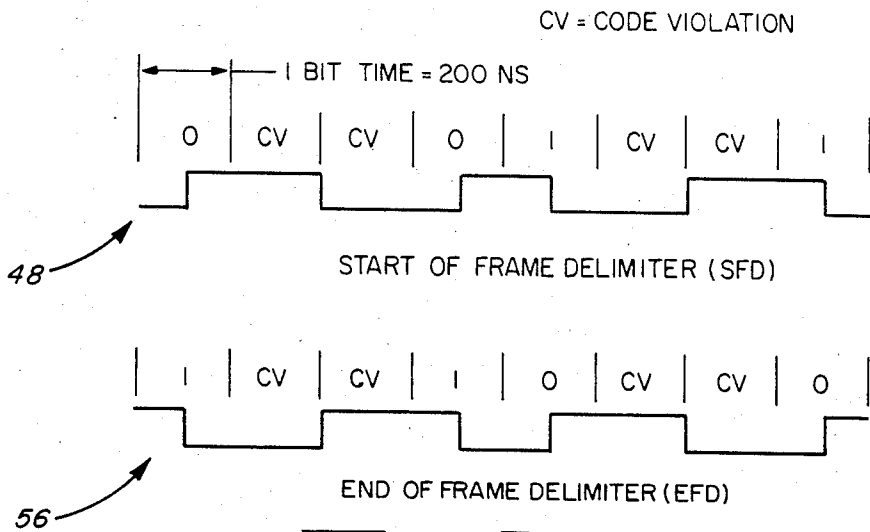 CV = CODE VIOLATION
1 BIT TIME = 200 NS
0 | CV | CV | 0 | 1 | CV | CV | 1
48
START OF FRAME DELIMITER (SFD)
1 | CV | CV | 1 | 0 | CV | CV | 0
56
END OF FRAME DELIMITER (EFD)